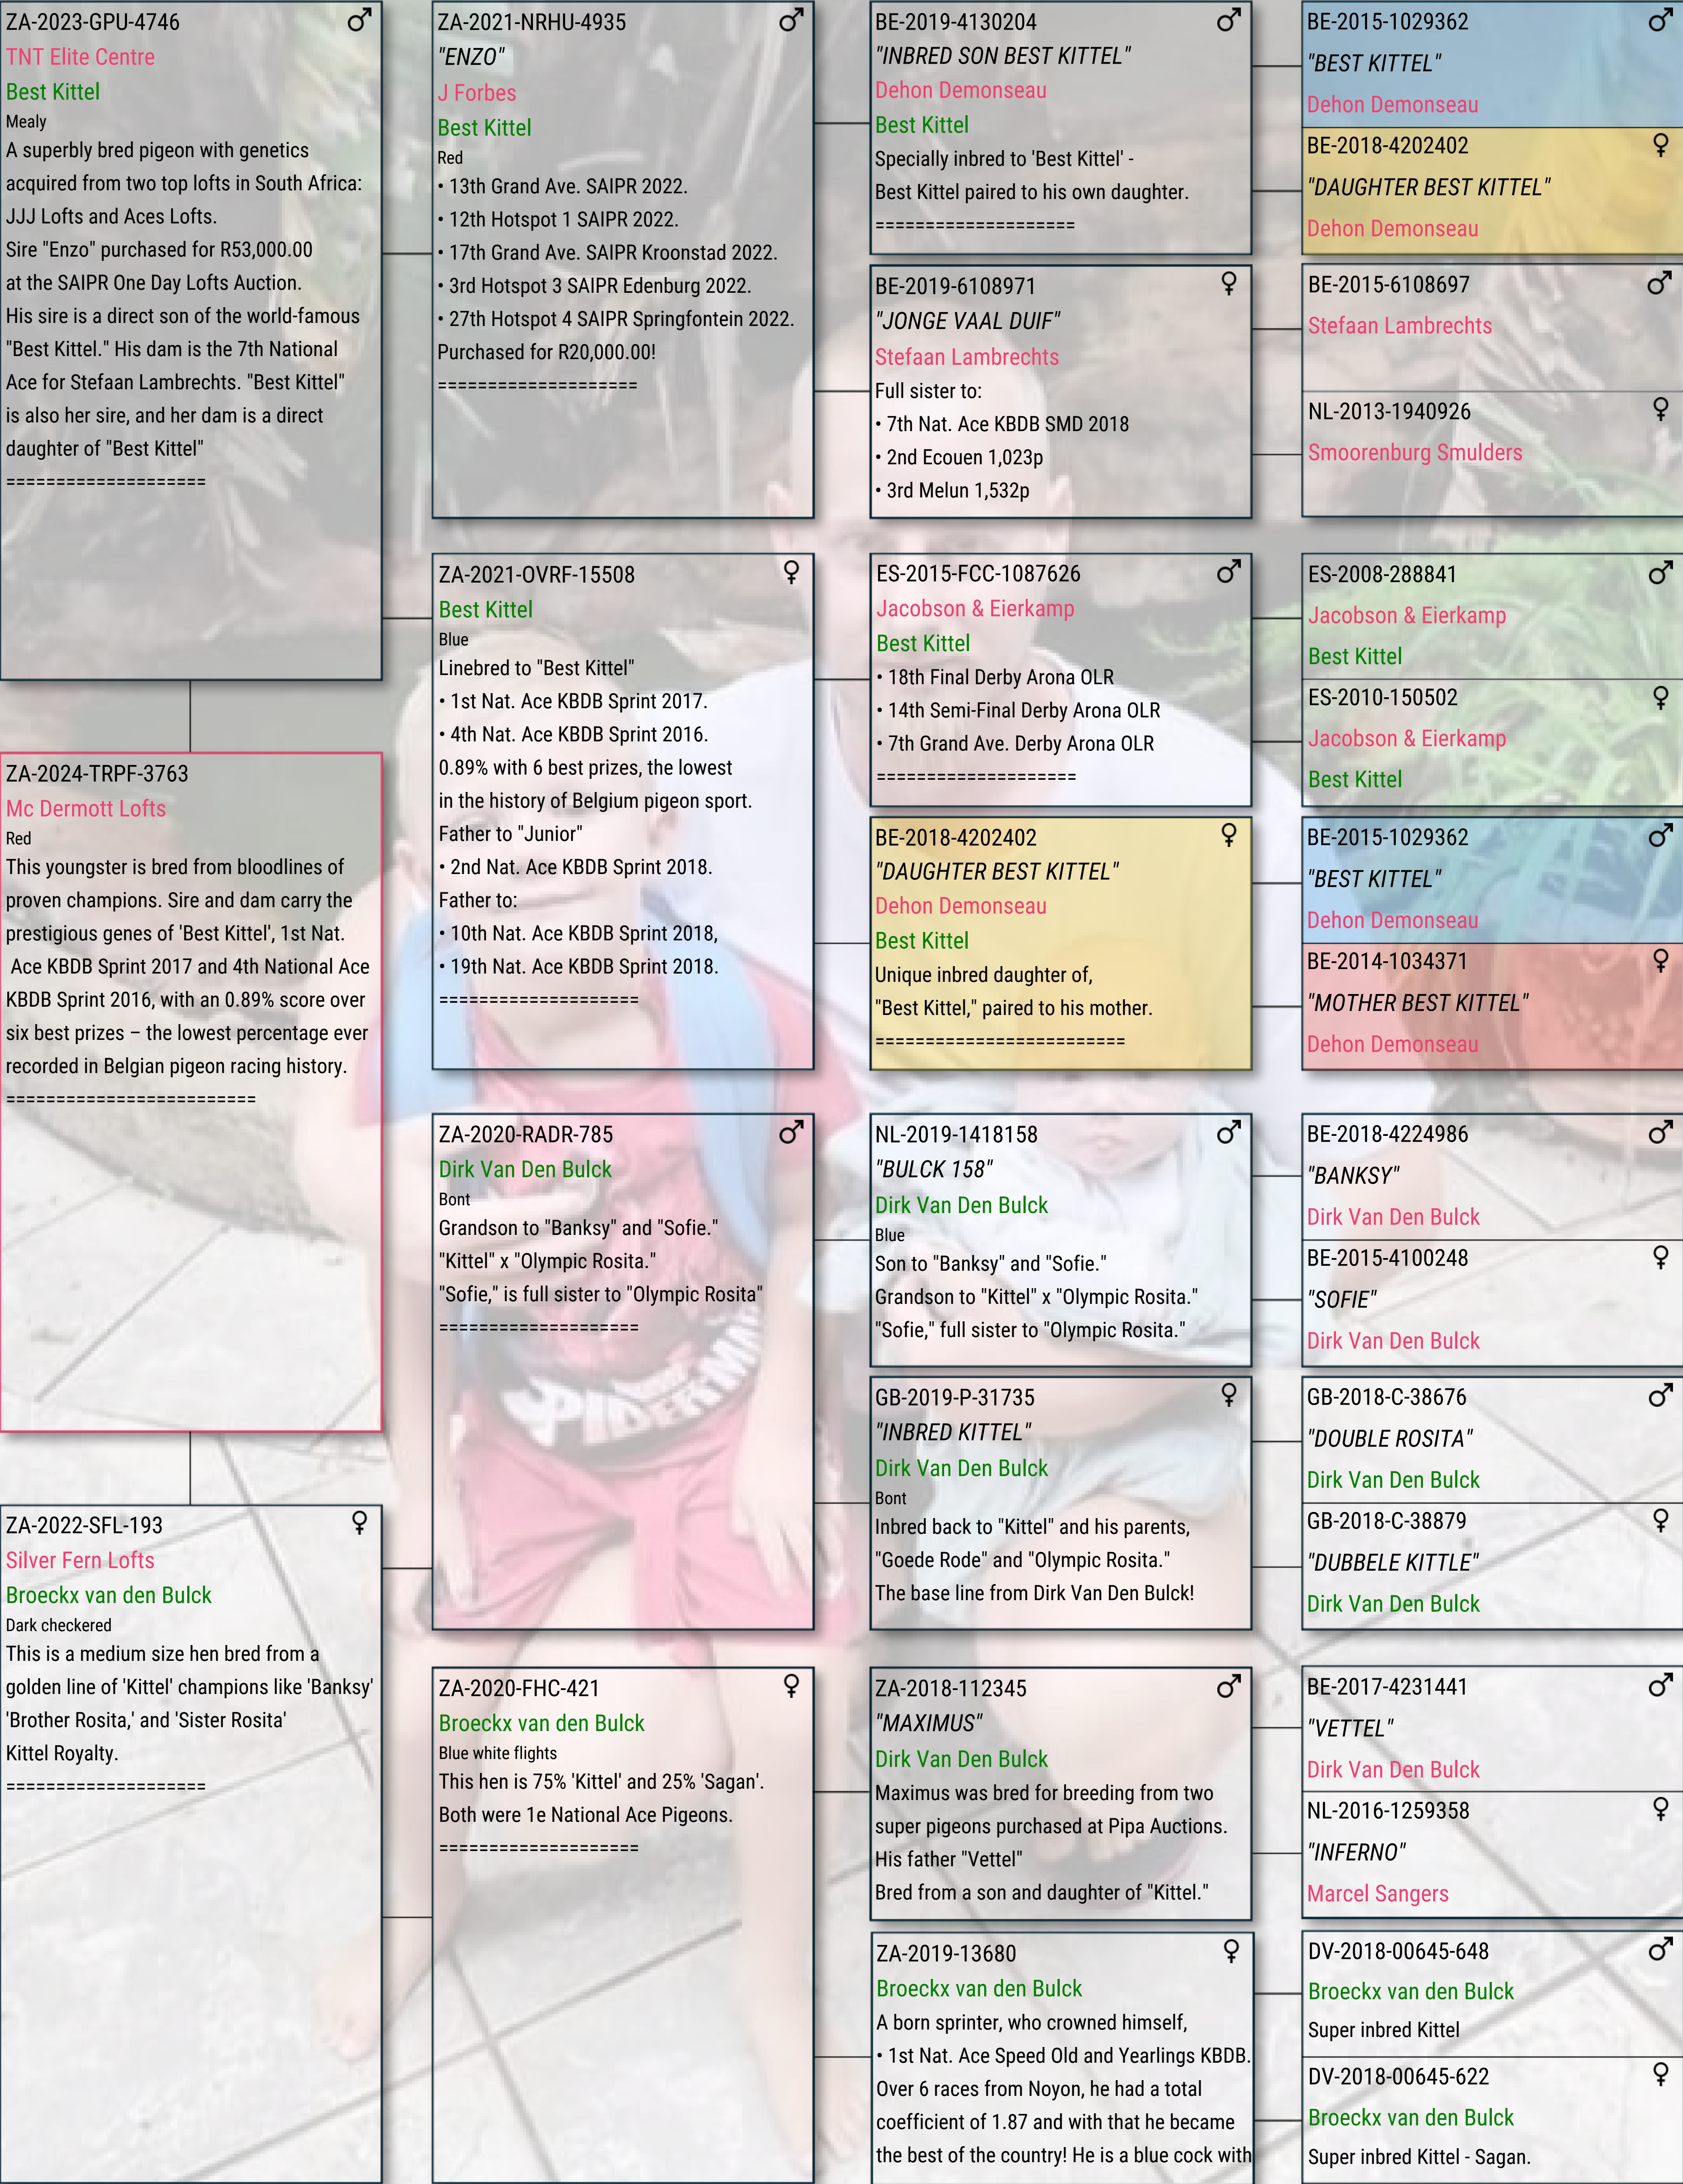 ZA-2023-GPU-4746 ♂
TNT Elite Centre
Best Kittel
Mealy
A superbly bred pigeon with genetics
acquired from two top lofts in South Africa:
JJJ Lofts and Aces Lofts.
Sire "Enzo" purchased for R53,000.00
at the SAIPR One Day Lofts Auction.
His sire is a direct son of the world-famous
"Best Kittel." His dam is the 7th National
Ace for Stefaan Lambrechts. "Best Kittel"
is also her sire, and her dam is a direct
daughter of "Best Kittel"
====================
ZA-2024-TRPF-3763
Mc Dermott Lofts
Red
This youngster is bred from bloodlines of
proven champions. Sire and dam carry the
prestigious genes of 'Best Kittel', 1st Nat.
Ace KBDB Sprint 2017 and 4th National Ace
KBDB Sprint 2016, with an 0.89% score over
six best prizes – the lowest percentage ever
recorded in Belgian pigeon racing history.
=========================
ZA-2022-SFL-193 ♀
Silver Fern Lofts
Broeckx van den Bulck
Dark checkered
This is a medium size hen bred from a
golden line of 'Kittel' champions like 'Banksy'
'Brother Rosita,' and 'Sister Rosita'
Kittel Royalty.
====================
ZA-2021-NRHU-4935 ♂
"ENZO"
J Forbes
Best Kittel
Red
• 13th Grand Ave. SAIPR 2022.
• 12th Hotspot 1 SAIPR 2022.
• 17th Grand Ave. SAIPR Kroonstad 2022.
• 3rd Hotspot 3 SAIPR Edenburg 2022.
• 27th Hotspot 4 SAIPR Springfontein 2022.
Purchased for R20,000.00!
====================
ZA-2021-OVRF-15508 ♀
Best Kittel
Blue
Linebred to "Best Kittel"
• 1st Nat. Ace KBDB Sprint 2017.
• 4th Nat. Ace KBDB Sprint 2016.
0.89% with 6 best prizes, the lowest
in the history of Belgium pigeon sport.
Father to "Junior"
• 2nd Nat. Ace KBDB Sprint 2018.
Father to:
• 10th Nat. Ace KBDB Sprint 2018,
• 19th Nat. Ace KBDB Sprint 2018.
====================
ZA-2020-RADR-785 ♂
Dirk Van Den Bulck
Bont
Grandson to "Banksy" and "Sofie."
"Kittel" x "Olympic Rosita."
"Sofie," is full sister to "Olympic Rosita"
====================
ZA-2020-FHC-421 ♀
Broeckx van den Bulck
Blue white flights
This hen is 75% 'Kittel' and 25% 'Sagan'.
Both were 1e National Ace Pigeons.
====================
BE-2019-4130204 ♂
"INBRED SON BEST KITTEL"
Dehon Demonseau
Best Kittel
Specially inbred to 'Best Kittel' -
Best Kittel paired to his own daughter.
====================
BE-2019-6108971 ♀
"JONGE VAAL DUIF"
Stefaan Lambrechts
Full sister to:
• 7th Nat. Ace KBDB SMD 2018
• 2nd Ecouen 1,023p
• 3rd Melun 1,532p
ES-2015-FCC-1087626 ♂
Jacobson & Eierkamp
Best Kittel
• 18th Final Derby Arona OLR
• 14th Semi-Final Derby Arona OLR
• 7th Grand Ave. Derby Arona OLR
====================
BE-2018-4202402 ♀
"DAUGHTER BEST KITTEL"
Dehon Demonseau
Best Kittel
Unique inbred daughter of,
"Best Kittel," paired to his mother.
=========================
NL-2019-1418158 ♂
"BULCK 158"
Dirk Van Den Bulck
Blue
Son to "Banksy" and "Sofie."
Grandson to "Kittel" x "Olympic Rosita."
"Sofie," full sister to "Olympic Rosita."
GB-2019-P-31735 ♀
"INBRED KITTEL"
Dirk Van Den Bulck
Bont
Inbred back to "Kittel" and his parents,
"Goede Rode" and "Olympic Rosita."
The base line from Dirk Van Den Bulck!
ZA-2018-112345 ♂
"MAXIMUS"
Dirk Van Den Bulck
Maximus was bred for breeding from two
super pigeons purchased at Pipa Auctions.
His father "Vettel"
Bred from a son and daughter of "Kittel."
ZA-2019-13680 ♀
Broeckx van den Bulck
A born sprinter, who crowned himself,
• 1st Nat. Ace Speed Old and Yearlings KBDB.
Over 6 races from Noyon, he had a total
coefficient of 1.87 and with that he became
the best of the country! He is a blue cock with
BE-2015-1029362 ♂
"BEST KITTEL"
Dehon Demonseau
BE-2018-4202402 ♀
"DAUGHTER BEST KITTEL"
Dehon Demonseau
BE-2015-6108697 ♂
Stefaan Lambrechts
NL-2013-1940926 ♀
Smoorenburg Smulders
ES-2008-288841 ♂
Jacobson & Eierkamp
Best Kittel
ES-2010-150502 ♀
Jacobson & Eierkamp
Best Kittel
BE-2015-1029362 ♂
"BEST KITTEL"
Dehon Demonseau
BE-2014-1034371 ♀
"MOTHER BEST KITTEL"
Dehon Demonseau
BE-2018-4224986 ♂
"BANKSY"
Dirk Van Den Bulck
BE-2015-4100248 ♀
"SOFIE"
Dirk Van Den Bulck
GB-2018-C-38676 ♂
"DOUBLE ROSITA"
Dirk Van Den Bulck
GB-2018-C-38879 ♀
"DUBBELE KITTLE"
Dirk Van Den Bulck
BE-2017-4231441 ♂
"VETTEL"
Dirk Van Den Bulck
NL-2016-1259358 ♀
"INFERNO"
Marcel Sangers
DV-2018-00645-648 ♂
Broeckx van den Bulck
Super inbred Kittel
DV-2018-00645-622 ♀
Broeckx van den Bulck
Super inbred Kittel - Sagan.